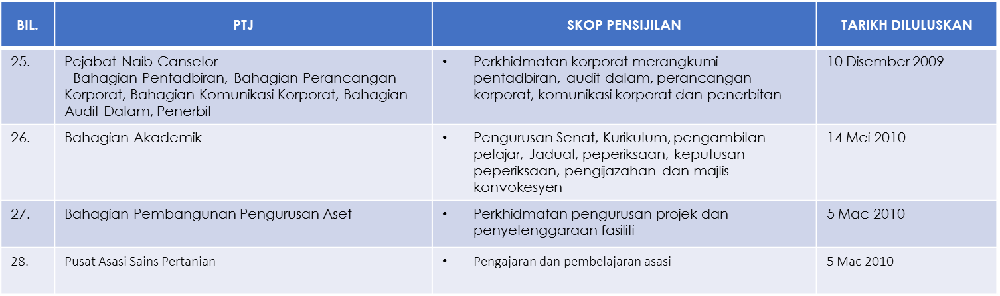 BIL. PTJ SKOP PENSIJILAN TARIKH DILULUSKAN
25. Pejabat Naib Canselor
- Bahagian Pentadbiran, Bahagian Perancangan
Korporat, Bahagian Komunikasi Korporat, Bahagian
Audit Dalam, Penerbit
• Perkhidmatan korporat merangkumi
pentadbiran, audit dalam, perancangan
korporat, komunikasi korporat dan penerbitan
10 Disember 2009
26. Bahagian Akademik
• Pengurusan Senat, Kurikulum, pengambilan
pelajar, Jadual, peperiksaan, keputusan
peperiksaan, pengijazahan dan majlis
konvokesyen
14 Mei 2010
27. Bahagian Pembangunan Pengurusan Aset
• Perkhidmatan pengurusan projek dan
penyelenggaraan fasiliti
5 Mac 2010
28. Pusat Asasi Sains Pertanian
• Pengajaran dan pembelajaran asasi
5 Mac 2010